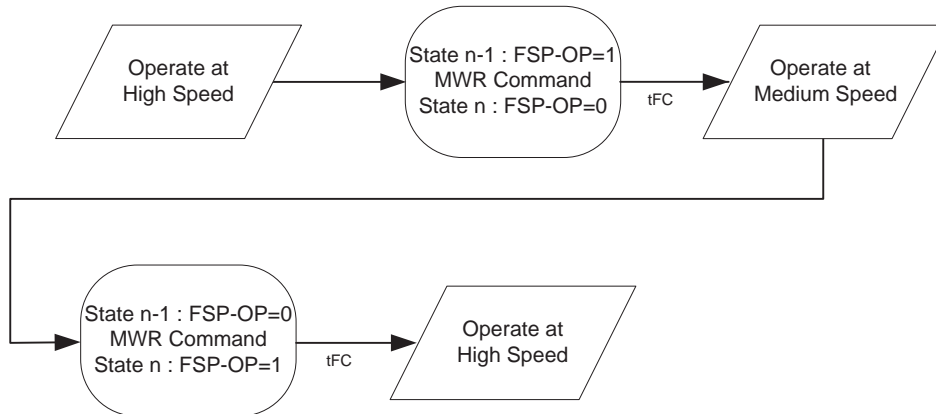 Operate at
High Speed
State n-1 : FSP-OP=1
MWR Command
State n : FSP-OP=0
tFC
Operate at
Medium Speed
State n-1 : FSP-OP=0
MWR Command
State n : FSP-OP=1
tFC
Operate at
High Speed